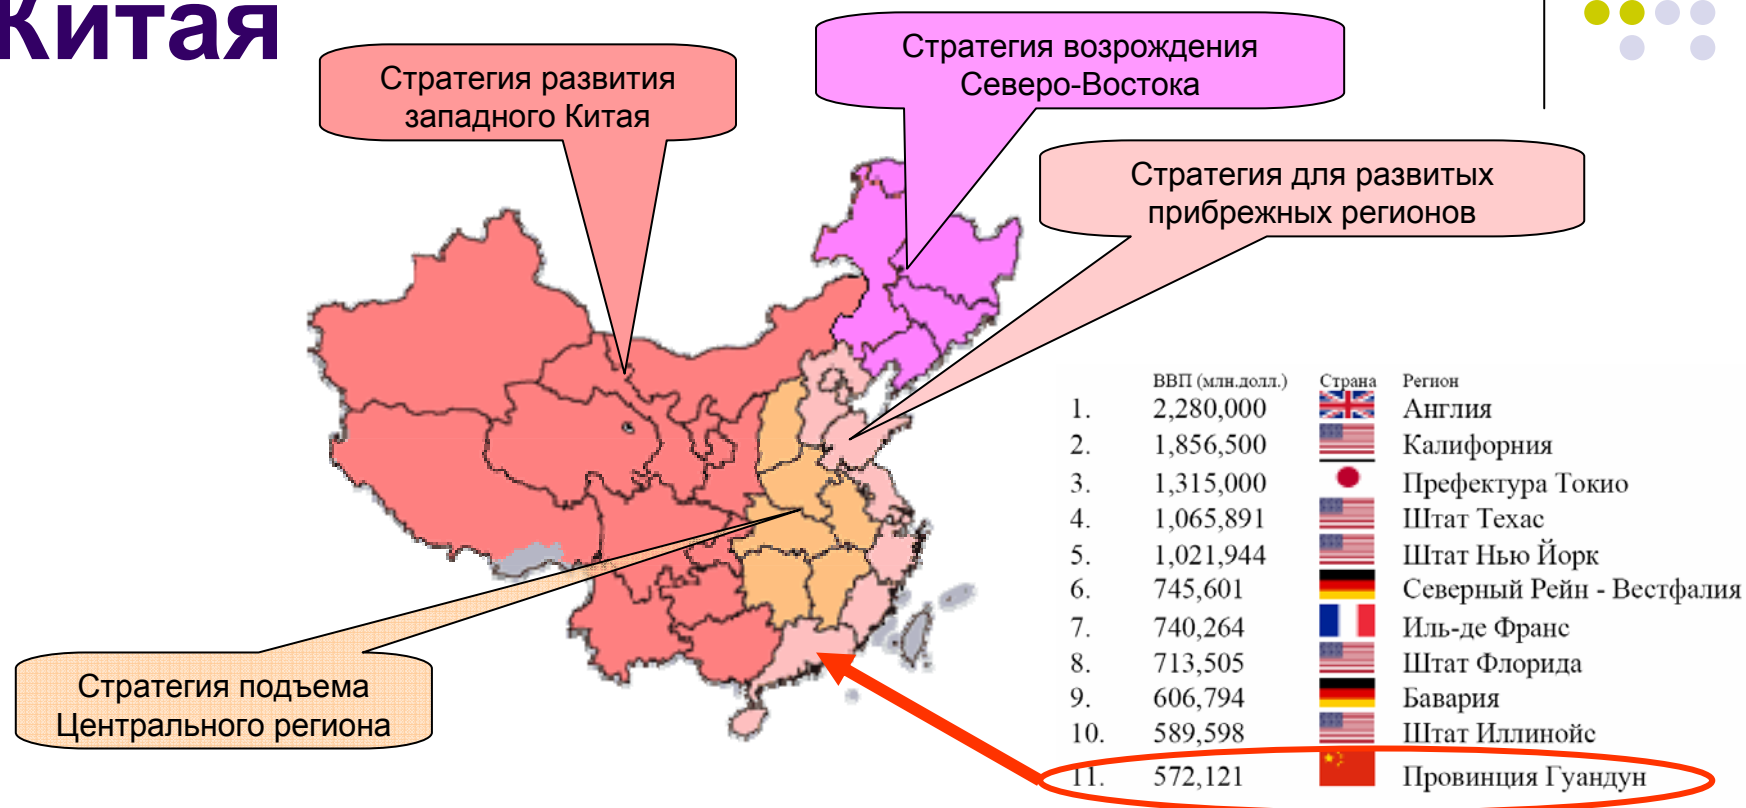 Китая
Стратегия развития
западного Китая
Стратегия возрождения
Северо-Востока
Стратегия для развитых
прибрежных регионов
Стратегия подъема
Центрального региона
ВВП (млн.долл.) Страна Регион
1. 2,280,000 Англия
2. 1,856,500 Калифорния
3. 1,315,000 Префектура Токио
4. 1,065,891 Штат Техас
5. 1,021,944 Штат Нью Йорк
6. 745,601 Северный Рейн - Вестфалия
7. 740,264 Иль-де Франс
8. 713,505 Штат Флорида
9. 606,794 Бавария
10. 589,598 Штат Иллинойс
11. 572,121 Провинция Гуандун